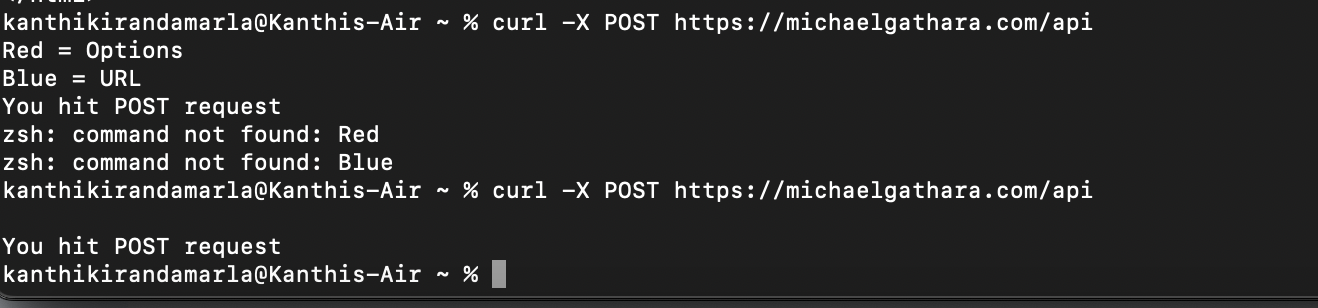 </html>
kanthikirandamarla@Kanthis-Air ~ % curl -X POST https://michaelgathara.com/api
Red = Options
Blue = URL
You hit POST request
zsh: command not found: Red
zsh: command not found: Blue
kanthikirandamarla@Kanthis-Air ~ % curl -X POST https://michaelgathara.com/api
You hit POST request
kanthikirandamarla@Kanthis-Air ~ %